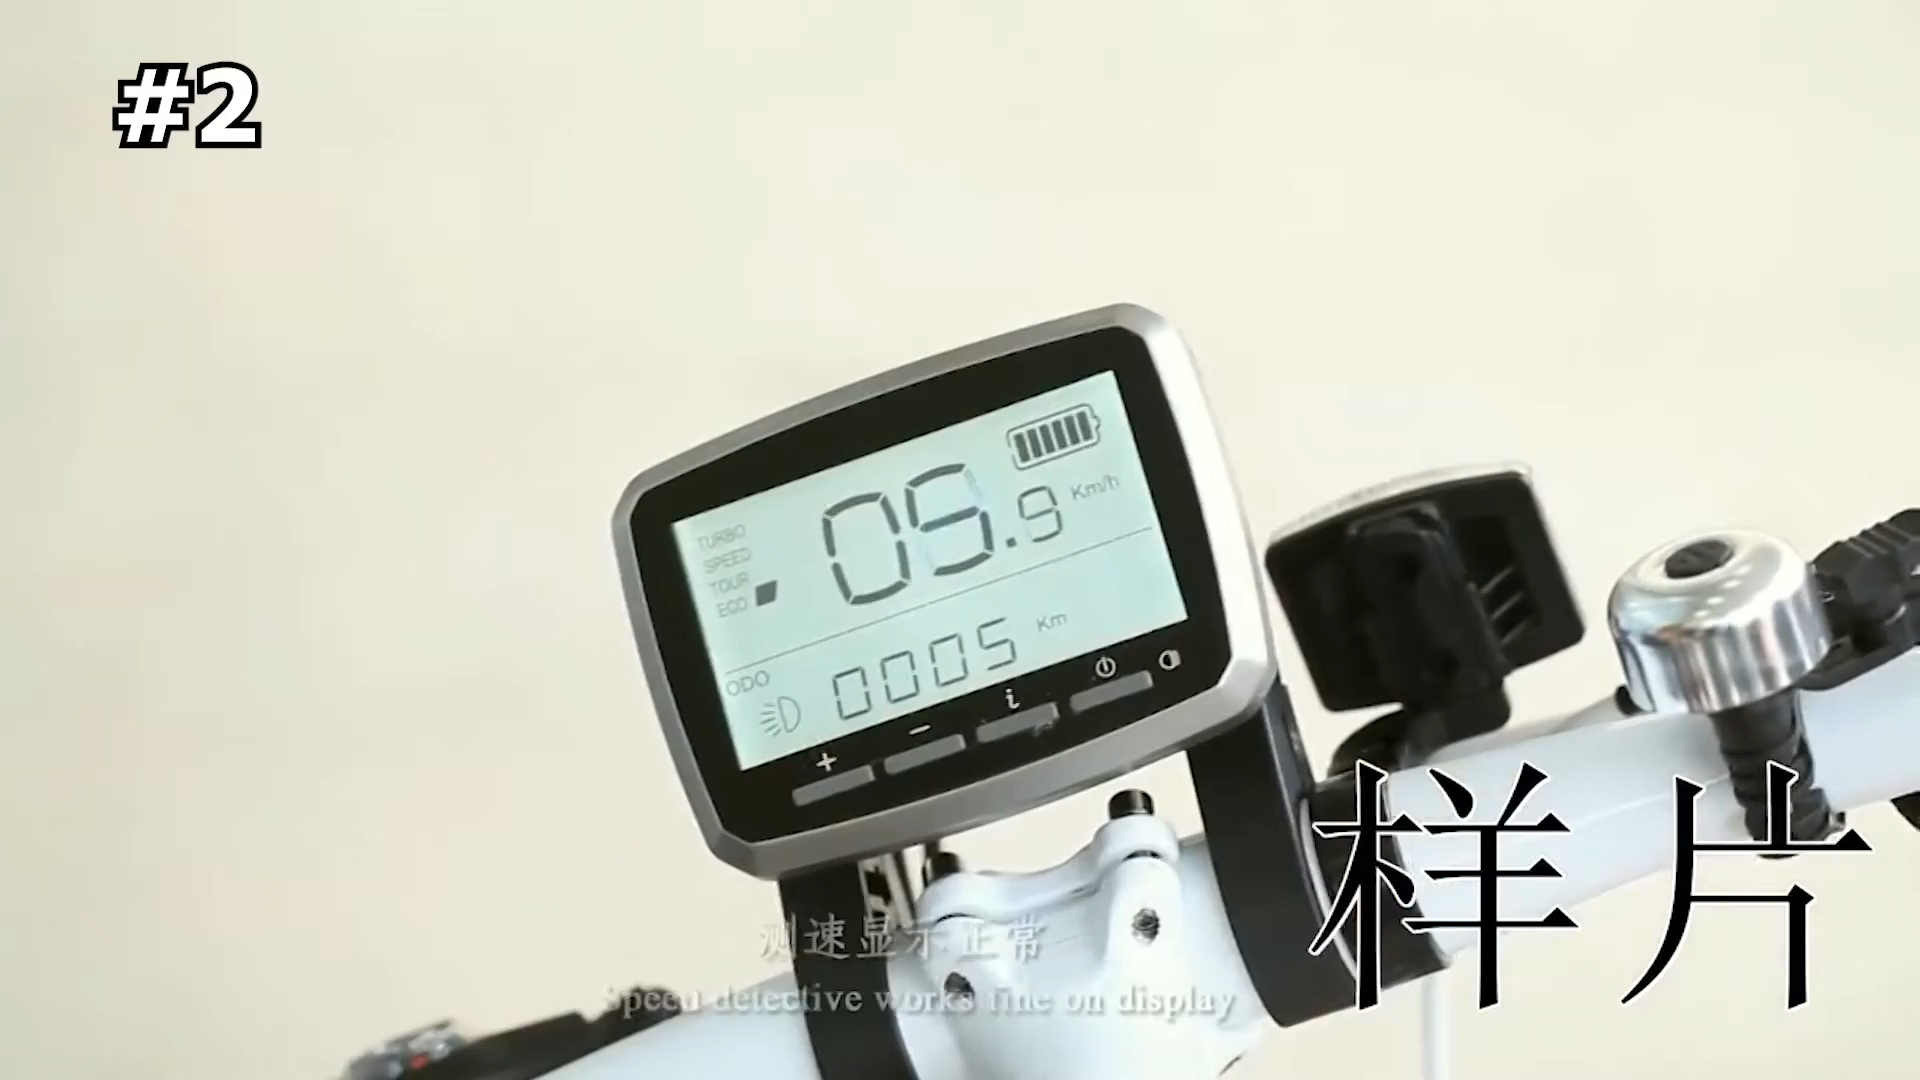 #2
TURBO
SPEED
TOUR
ECO
05.9 Km/h
ODO
0005 Km
+ - i
样片
测速显示正常
Speed detective works fine on display